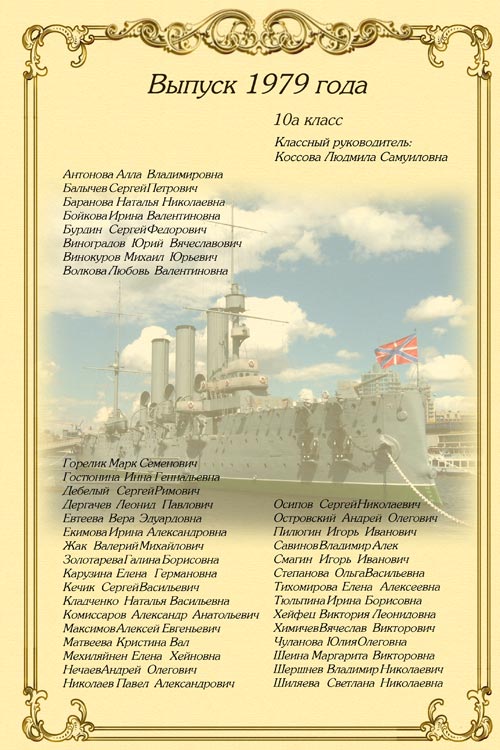 Выпуск 1979 года
10а класс
Классный руководитель:
Коссова Людмила Самуиловна
Антонова Алла Владимировна
Балычев Сергей Петрович
Баранова Наталья Николаевна
Бойкова Ирина Валентиновна
Бурдин Сергей Федорович
Виноградов Юрий Вячеславович
Винокуров Михаил Юрьевич
Волкова Любовь Валентиновна
Горелик Марк Семенович
Гостюнина Инна Геннальевна
Дебелый Сергей Римович
Дергачев Леонид Павлович
Евтеева Вера Эдуардовна
Екимова Ирина Александровна
Жак Валерий Михайлович
Золотарева Галина Борисовна
Карузина Елена Германовна
Кечик Сергей Васильевич
Кладченко Наталья Васильевна
Комиссаров Александр Анатольевич
Максимов Алексей Евгеньевич
Матвеева Кристина Вал
Мехиляйнен Елена Хейновна
Нечаев Андрей Олегович
Николаев Павел Александрович
Осипов Сергей Николаевич
Островский Андрей Олегович
Пилюгин Игорь Иванович
Савинов Владимир Алек
Смагин Игорь Иванович
Степанова Ольга Васильевна
Тихомирова Елена Алексеевна
Тюльпина Ирина Борисовна
Хейфец Виктория Леонидовна
Химичев Вячеслав Викторович
Чуланова Юлия Олеговна
Шеина Маргарита Викторовна
Шершнев Владимир Николаевич
Шиляева Светлана Николаевна